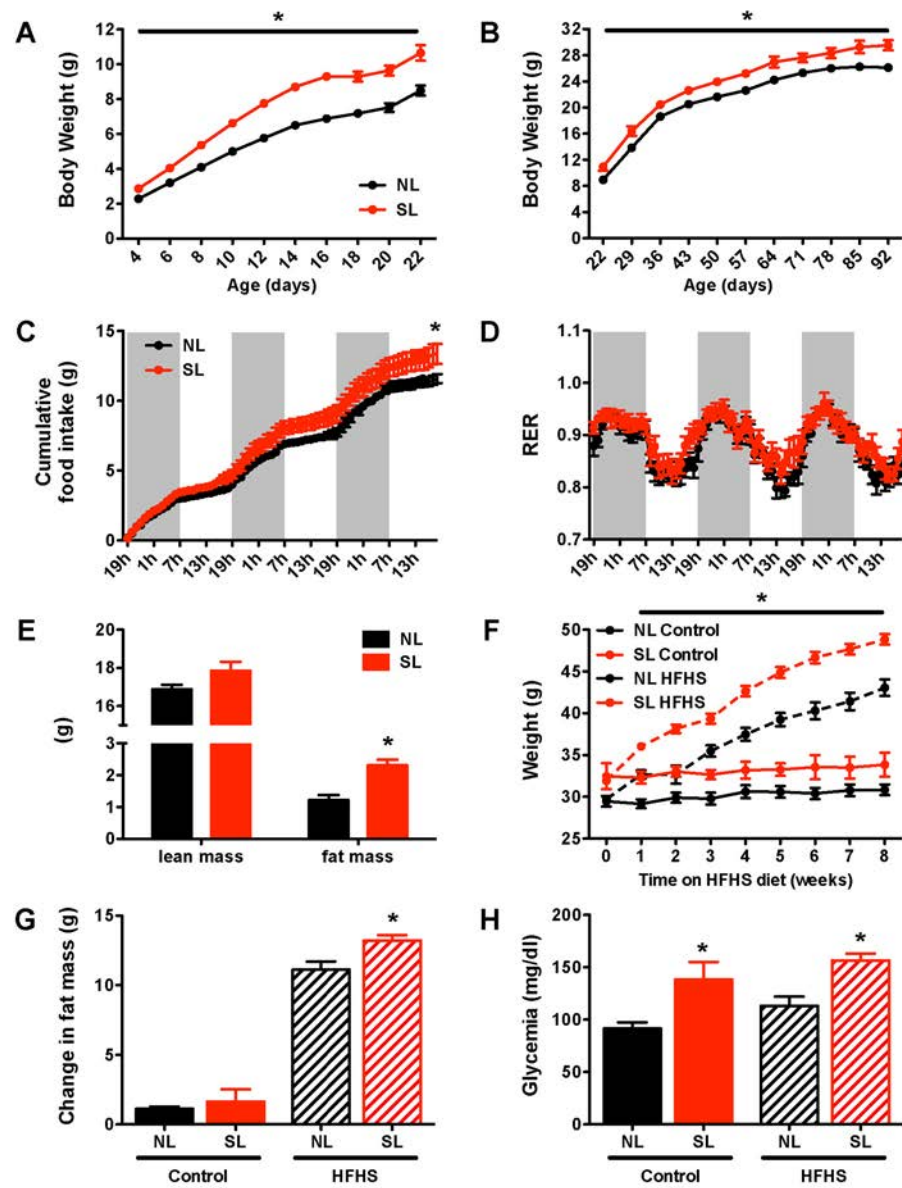 A
*
Body Weight (g)
12
10
8
6
4
2
0
NL
SL
4 6 8 10 12 14 16 18 20 22
Age (days)
B
*
Body Weight (g)
32
28
24
20
16
12
8
4
0
22 29 36 43 50 57 64 71 78 85 92
Age (days)
C
*
Cumulative
food intake (g)
15
10
5
0
NL
SL
19h 1h 7h 13h 19h 1h 7h 13h 19h 1h 7h 13h
D
RER
1.1
1.0
0.9
0.8
0.7
19h 1h 7h 13h 19h 1h 7h 13h 19h 1h 7h 13h
E
(g)
20
18
16
3
2
1
0
NL
SL
*
lean mass fat mass
F
*
Weight (g)
50
45
40
35
30
25
NL Control
SL Control
NL HFHS
SL HFHS
0 1 2 3 4 5 6 7 8
Time on HFHS diet (weeks)
G
Change in fat mass (g)
15
10
5
0
*
NL SL NL SL
Control HFHS
H
Glycemia (mg/dl)
200
150
100
50
0
* *
NL SL NL SL
Control HFHS